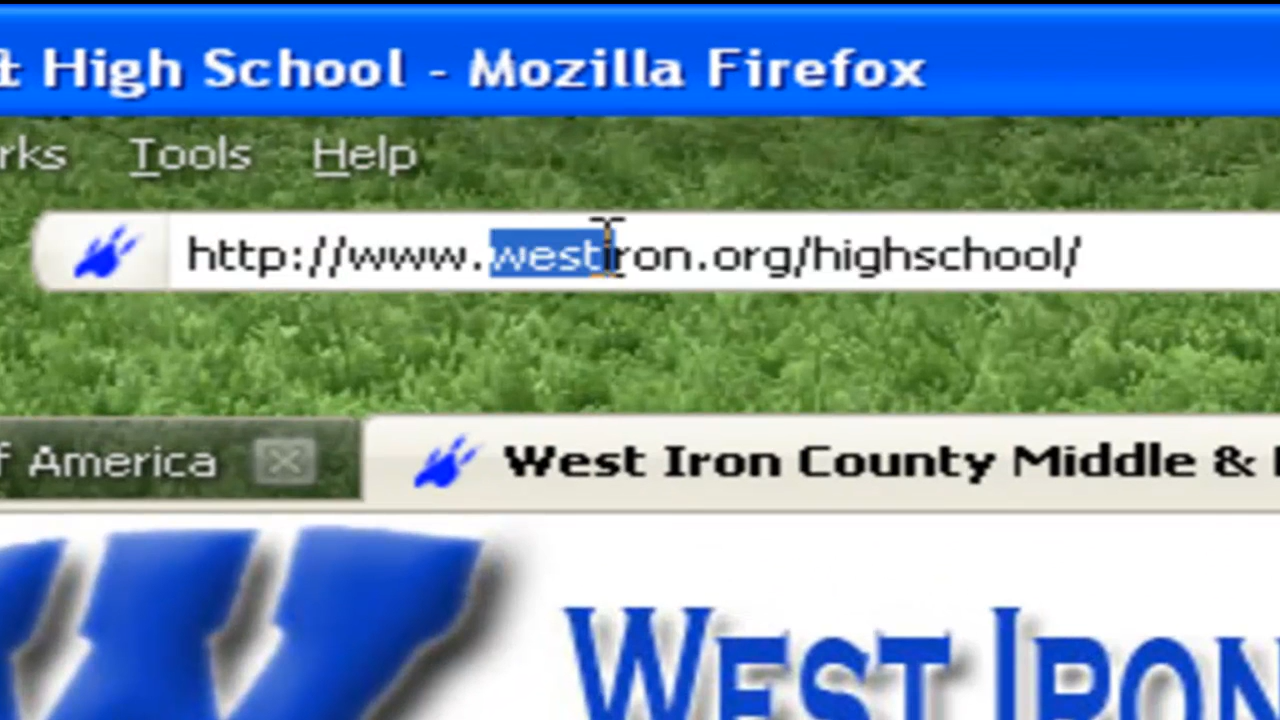 t High School - Mozilla Firefox
rks Tools Help
http://www.westiron.org/highschool/
f America West Iron County Middle &
W WEST IRON